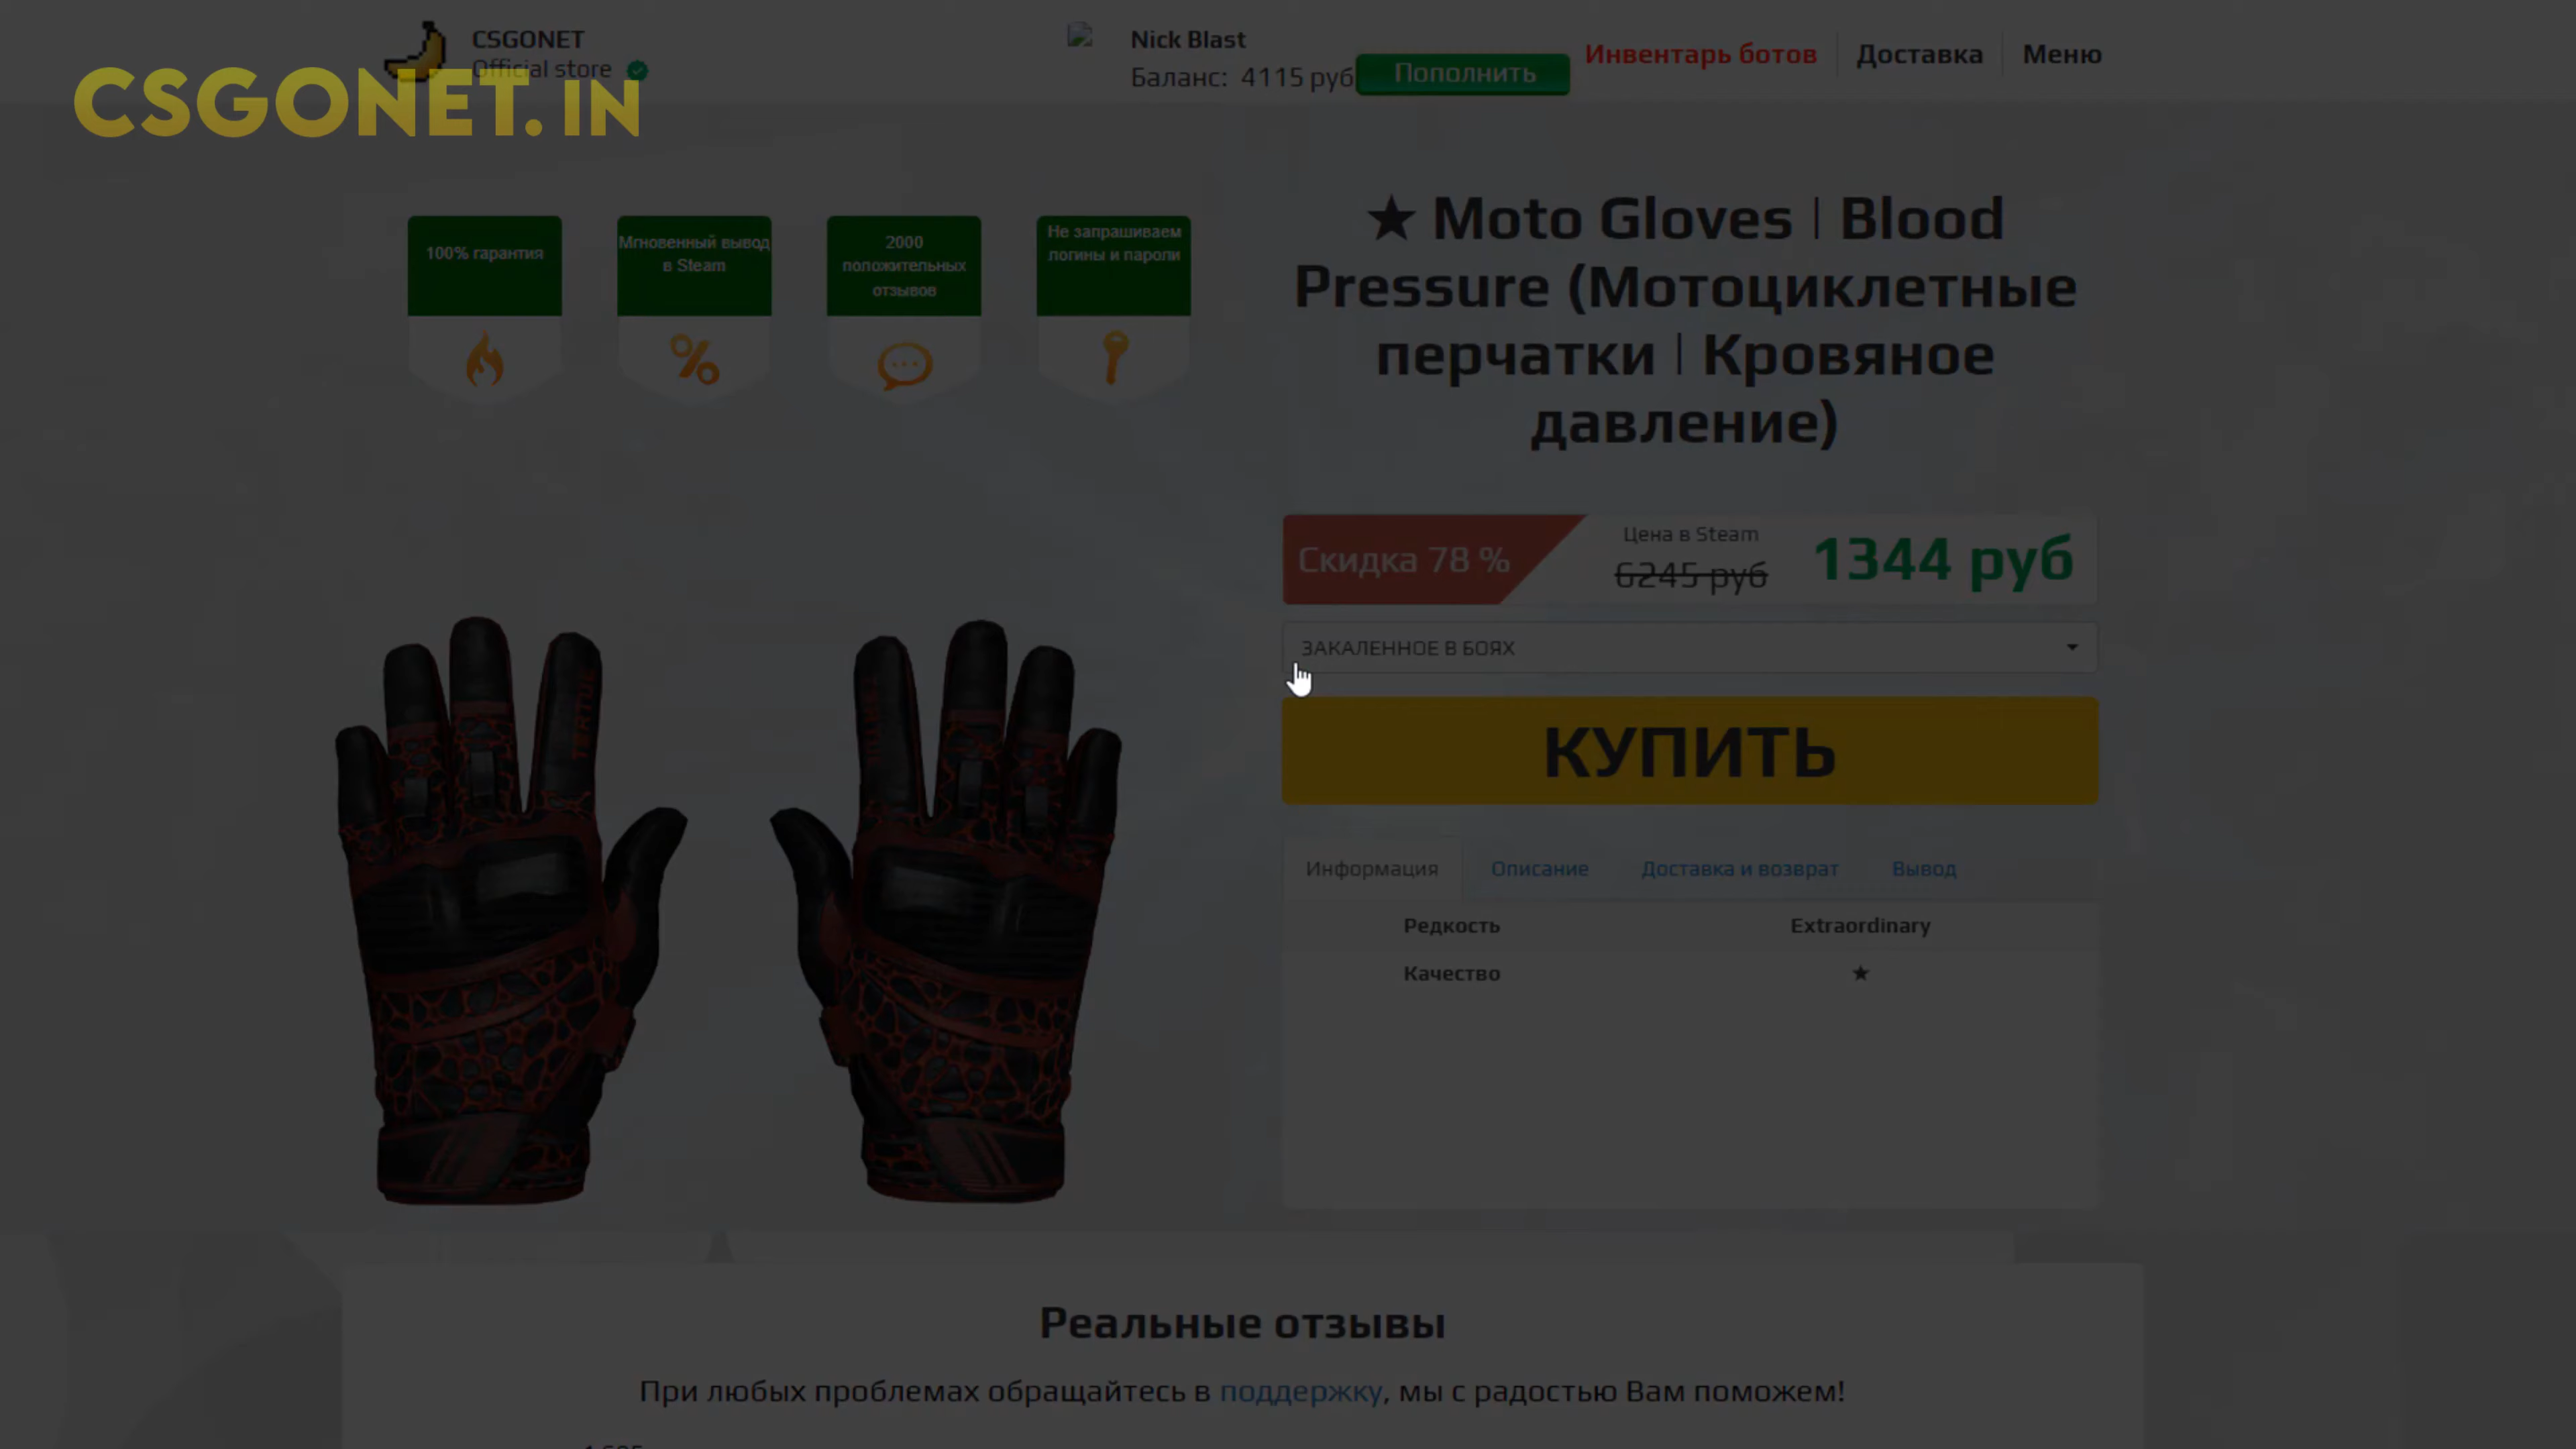 CSGONET
Official store
CSGONET.IN
Nick Blast
Баланс: 4115 руб
Пополнить
Инвентарь ботов
Доставка
Меню
100% гарантия
Мгновенный вывод
в Steam
2000
положительных
отзывов
Не запрашиваем
логины и пароли
★ Moto Gloves | Blood
Pressure (Мотоциклетные
перчатки | Кровяное
давление)
Скидка 78 %
Цена в Steam
6245 руб
1344 руб
ЗАКАЛЕННОЕ В БОЯХ
КУПИТЬ
Информация
Описание
Доставка и возврат
Вывод
Редкость
Extraordinary
Качество
★
Реальные отзывы
При любых проблемах обращайтесь в поддержку, мы с радостью Вам поможем!